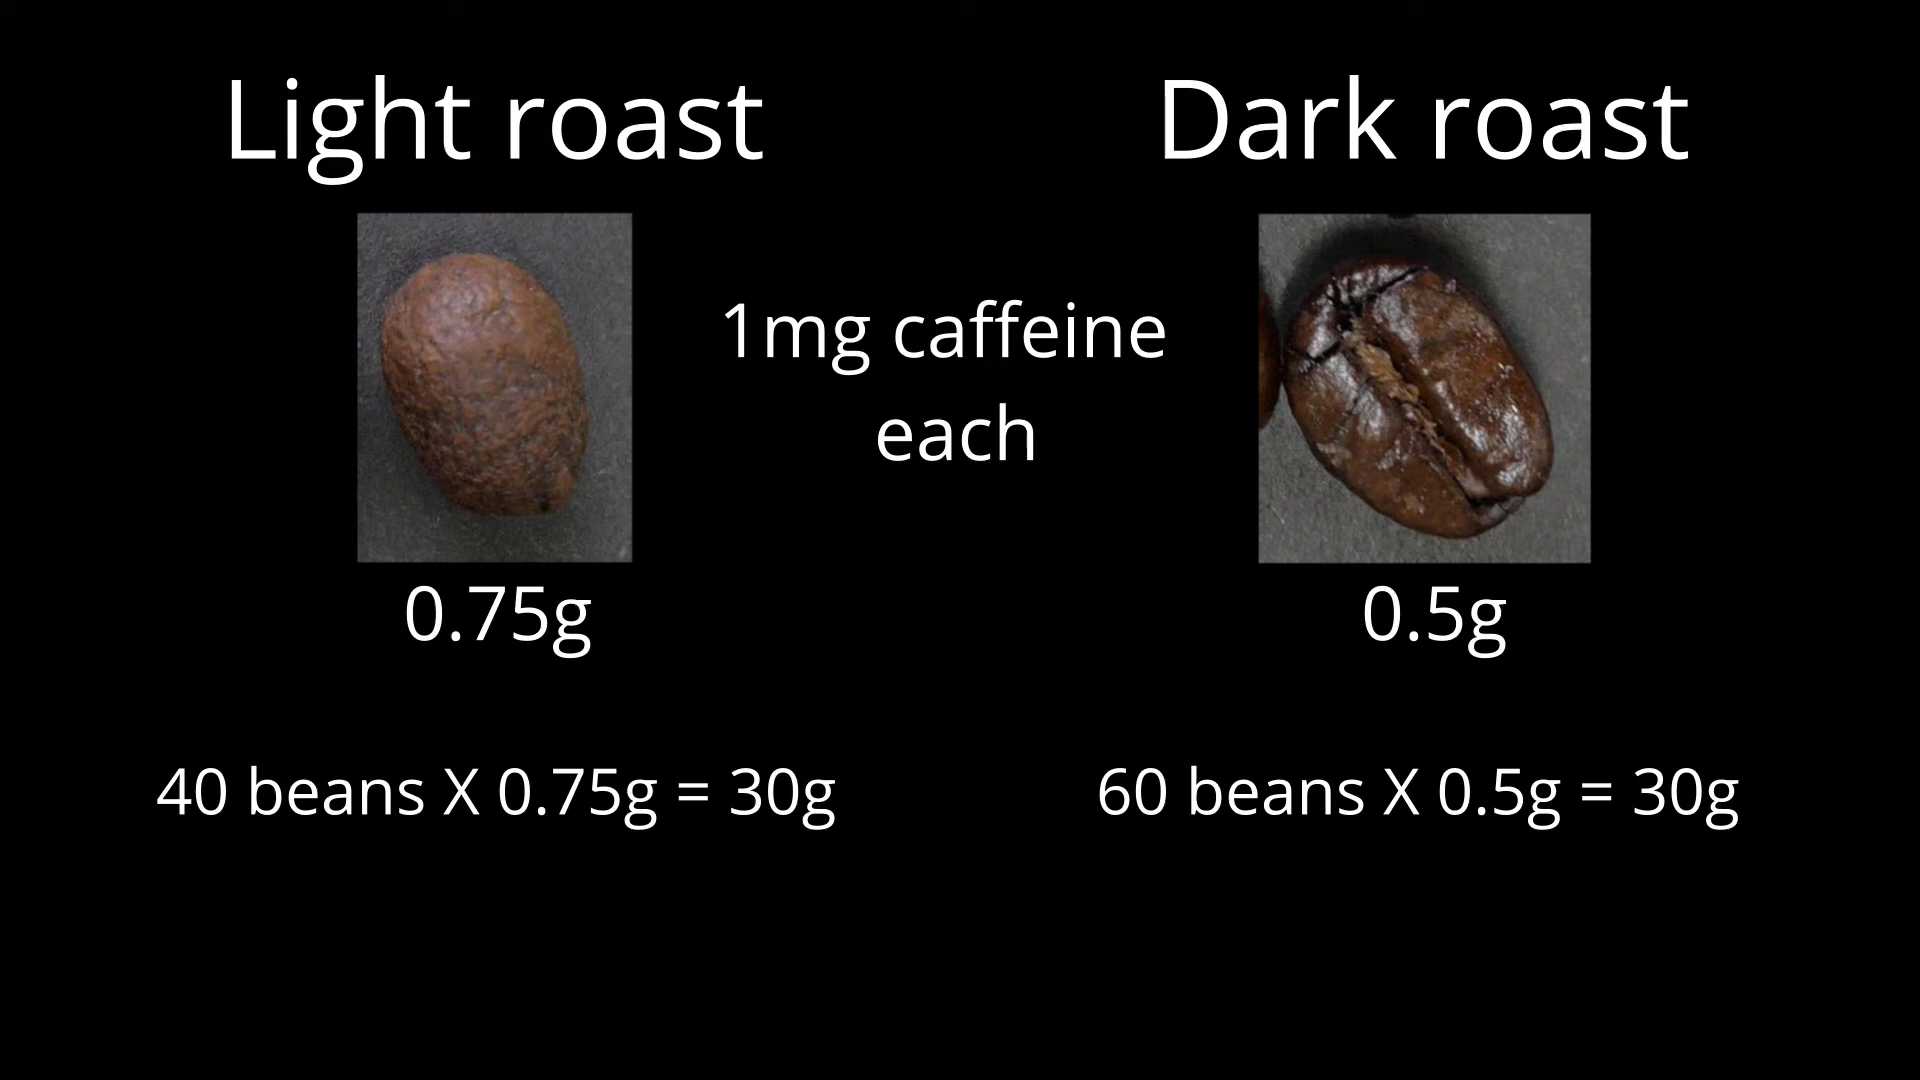 Light roast
Dark roast
1mg caffeine
each
0.75g
0.5g
40 beans X 0.75g = 30g
60 beans X 0.5g = 30g